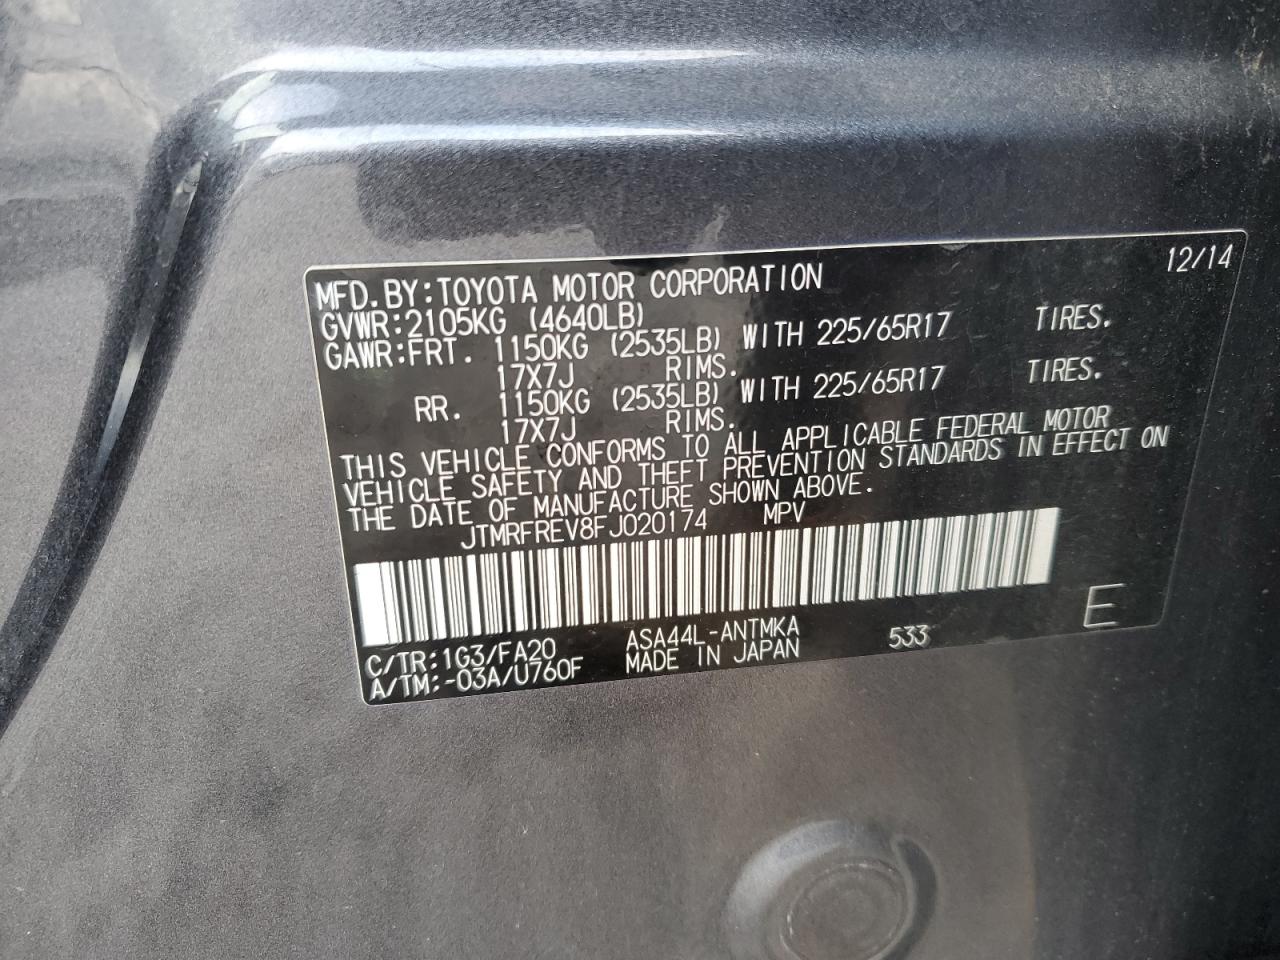 12/14
MFD.BY:TOYOTA MOTOR CORPORATION
GVWR:2105KG (4640LB)
GAWR:FRT. 1150KG (2535LB) WITH 225/65R17 TIRES.
17X7J RIMS.
RR. 1150KG (2535LB) WITH 225/65R17 TIRES.
17X7J RIMS.
THIS VEHICLE CONFORMS TO ALL APPLICABLE FEDERAL MOTOR
VEHICLE SAFETY AND THEFT PREVENTION STANDARDS IN EFFECT ON
THE DATE OF MANUFACTURE SHOWN ABOVE.
JTMRFREV8FJ020174 MPV
E
C/TR:1G3/FA20 ASA44L-ANTMKA 533
A/TM:-03A/U760F MADE IN JAPAN